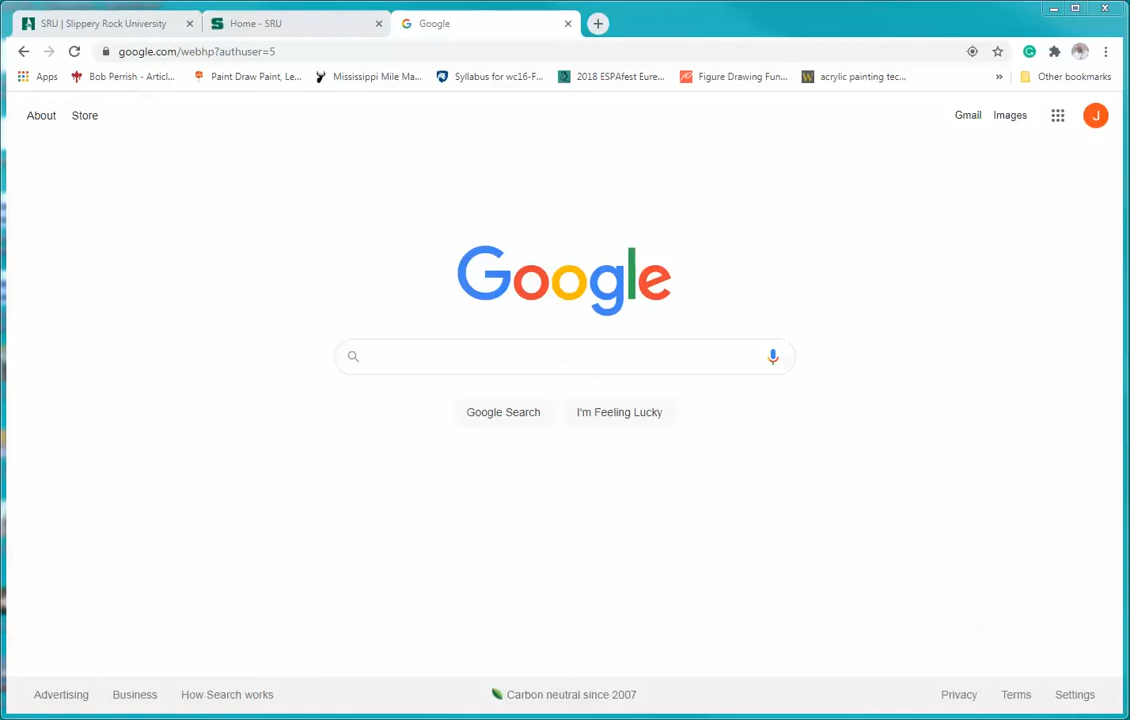 SRU | Slippery Rock University
Home - SRU
Google
google.com/webhp?authuser=5
Apps
Bob Perrish - Articl...
Paint Draw Paint, Le...
Mississippi Mile Ma...
Syllabus for wc16-F...
2018 ESPAfest Eure...
Figure Drawing Fun...
acrylic painting tec...
»
Other bookmarks
About
Store
Gmail
Images
J
Google
Google Search
I'm Feeling Lucky
Advertising
Business
How Search works
Carbon neutral since 2007
Privacy
Terms
Settings